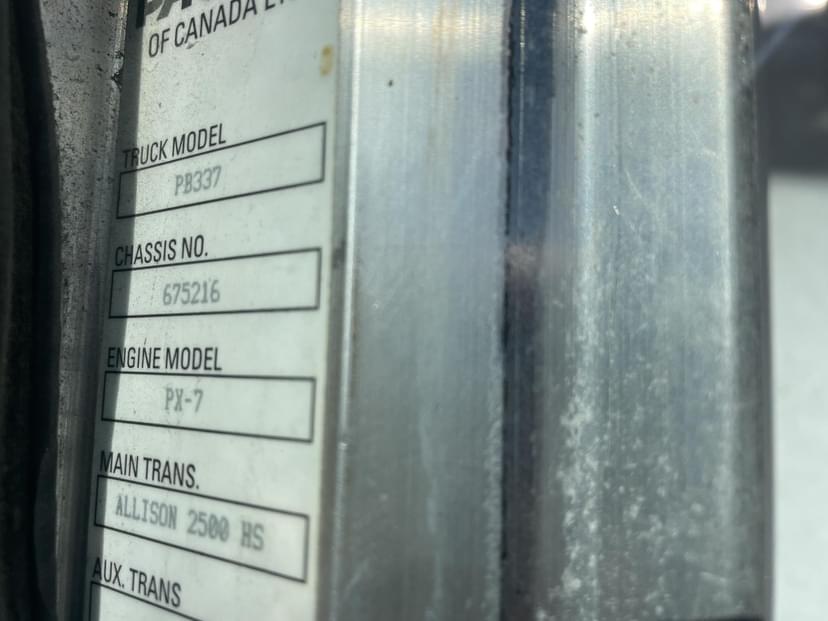 OF CANADA
TRUCK MODEL
PB337
CHASSIS NO.
675216
ENGINE MODEL
PX-7
MAIN TRANS.
ALLISON 2500 HS
AUX. TRANS